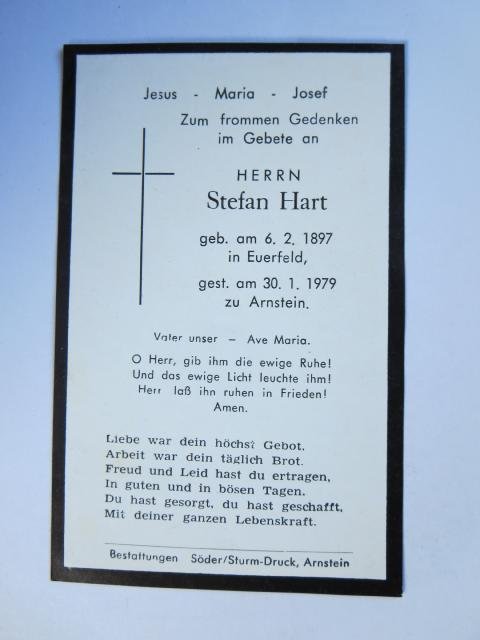 Jesus - Maria - Josef
Zum frommen Gedenken
im Gebete an
HERRN
Stefan Hart
geb. am 6. 2. 1897
in Euerfeld,
gest. am 30. 1. 1979
zu Arnstein.
Vater unser – Ave Maria.
O Herr, gib ihm die ewige Ruhe!
Und das ewige Licht leuchte ihm!
Herr laß ihn ruhen in Frieden!
Amen.
Liebe war dein höchst Gebot,
Arbeit war dein täglich Brot.
Freud und Leid hast du ertragen,
In guten und in bösen Tagen.
Du hast gesorgt, du hast geschafft,
Mit deiner ganzen Lebenskraft.
Bestattungen Söder/Sturm-Druck, Arnstein